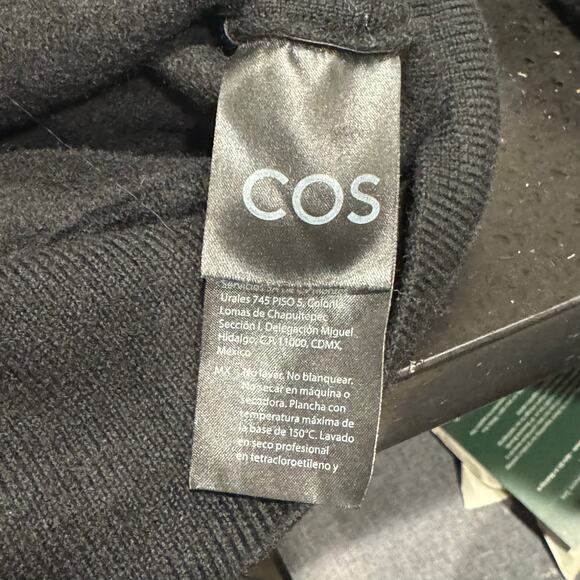 COS
Urales 745 PISO 5, Colonia
Lomas de Chapultepec
Sección I, Delegación Miguel
Hidalgo, C.P. 11000, CDMX,
México
MX No lavar. No blanquear.
No secar en máquina o
secadora. Plancha con
temperatura máxima de
la base de 150°C. Lavado
en seco profesional
en tetracloroetileno y